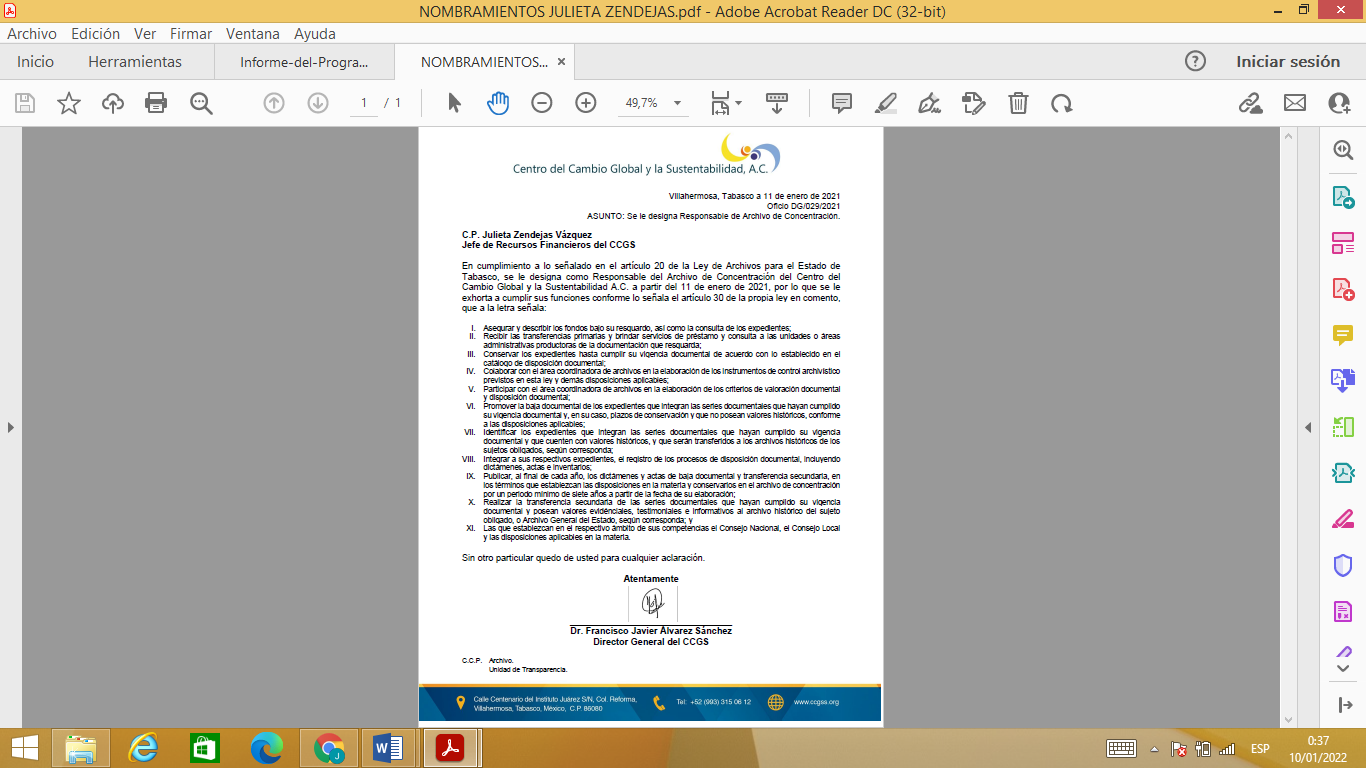 NOMBRAMIENTOS JULIETA ZENDEJAS.pdf - Adobe Acrobat Reader DC (32-bit)
Archivo Edición Ver Firmar Ventana Ayuda
Inicio Herramientas Informe-del-Progra... NOMBRAMIENTOS... Iniciar sesión
1 / 1 49,7%
Centro del Cambio Global y la Sustentabilidad, A.C.
Villahermosa, Tabasco a 11 de enero de 2021
Oficio DG/029/2021
ASUNTO: Se le designa Responsable de Archivo de Concentración.
C.P. Julieta Zendejas Vázquez
Jefe de Recursos Financieros del CCGS
En cumplimiento a lo señalado en el artículo 20 de la Ley de Archivos para el Estado de
Tabasco, se le designa como Responsable del Archivo de Concentración del Centro del
Cambio Global y la Sustentabilidad A.C. a partir del 11 de enero de 2021, por lo que se le
exhorta a cumplir sus funciones conforme lo señala el artículo 30 de la propia ley en comento,
que a la letra señala:
I. Asegurar y describir los fondos bajo su resguardo, así como la consulta de los expedientes;
II. Recibir las transferencias primarias y brindar servicios de préstamo y consulta a las unidades o áreas
administrativas productoras de la documentación que resguarda;
III. Conservar los expedientes hasta cumplir su vigencia documental de acuerdo con lo establecido en el
catálogo de disposición documental;
IV. Colaborar con el área coordinadora de archivos en la elaboración de los instrumentos de control archivístico
previstos en esta ley y demás disposiciones aplicables;
V. Participar con el área coordinadora de archivos en la elaboración de los criterios de valoración documental
y disposición documental;
VI. Promover la baja documental de los expedientes que integran las series documentales que hayan cumplido
su vigencia documental y, en su caso, plazos de conservación y que no posean valores históricos, conforme
a las disposiciones aplicables;
VII. Identificar los expedientes que integran las series documentales que hayan cumplido su vigencia
documental y que cuenten con valores históricos, y que serán transferidos a los archivos históricos de los
sujetos obligados, según corresponda;
VIII. Integrar a sus respectivos expedientes, el registro de los procesos de disposición documental, incluyendo
dictámenes, actas e inventarios;
IX. Publicar, al final de cada año, los dictámenes y actas de baja documental y transferencia secundaria, en
los términos que establezcan las disposiciones en la materia y conservarlos en el archivo de concentración
por un periodo mínimo de siete años a partir de la fecha de su elaboración;
X. Realizar la transferencia secundaria de las series documentales que hayan cumplido su vigencia
documental y posean valores evidénciales, testimoniales e informativos al archivo histórico del sujeto
obligado, o Archivo General del Estado, según corresponda; y
XI. Las que establezcan en el respectivo ámbito de sus competencias el Consejo Nacional, el Consejo Local
y las disposiciones aplicables en la materia.
Sin otro particular quedo de usted para cualquier aclaración.
Atentamente
Dr. Francisco Javier Álvarez Sánchez
Director General del CCGS
C.C.P. Archivo.
Unidad de Transparencia.
Calle Centenario del Instituto Juárez S/N, Col. Reforma,
Villahermosa, Tabasco, México, C.P. 86080
Tel: +52 (993) 315 06 12
www.ccgss.org
ESP
0:37
10/01/2022